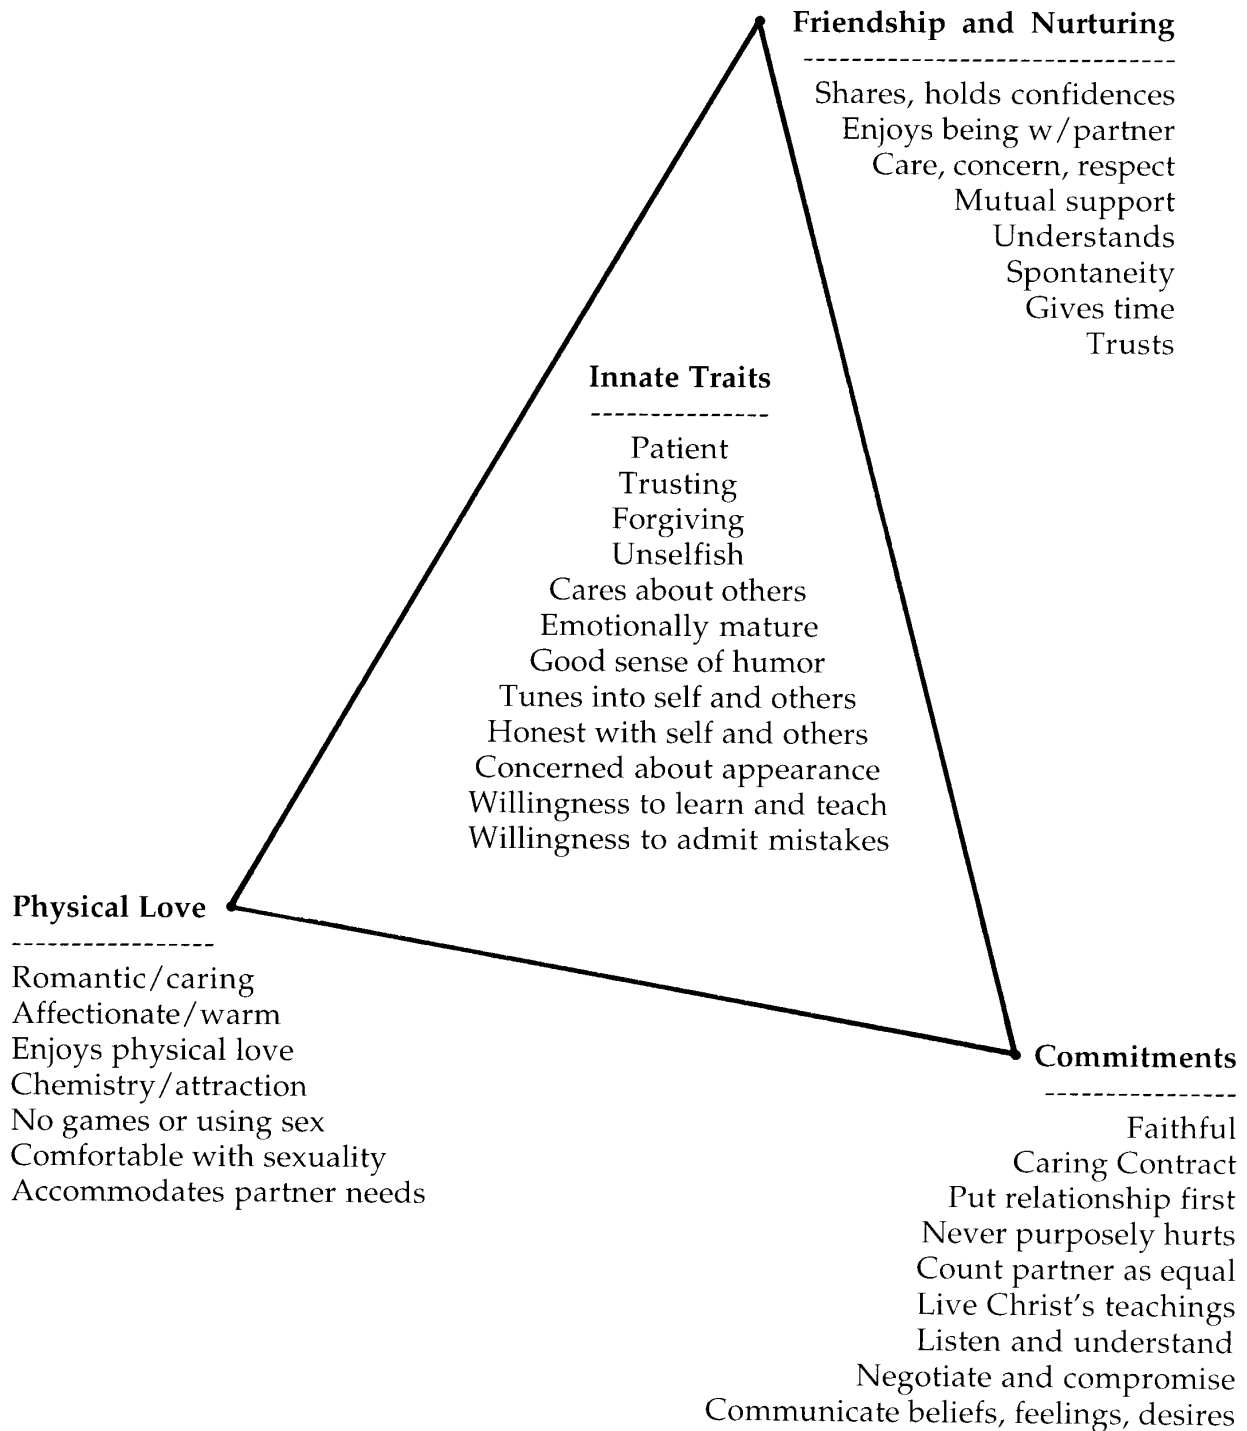 Friendship and Nurturing
Shares, holds confidences
Enjoys being w/partner
Care, concern, respect
Mutual support
Understands
Spontaneity
Gives time
Trusts
Innate Traits
Patient
Trusting
Forgiving
Unselfish
Cares about others
Emotionally mature
Good sense of humor
Tunes into self and others
Honest with self and others
Concerned about appearance
Willingness to learn and teach
Willingness to admit mistakes
Physical Love
Romantic/caring
Affectionate/warm
Enjoys physical love
Chemistry/attraction
No games or using sex
Comfortable with sexuality
Accommodates partner needs
Commitments
Faithful
Caring Contract
Put relationship first
Never purposely hurts
Count partner as equal
Live Christ's teachings
Listen and understand
Negotiate and compromise
Communicate beliefs, feelings, desires